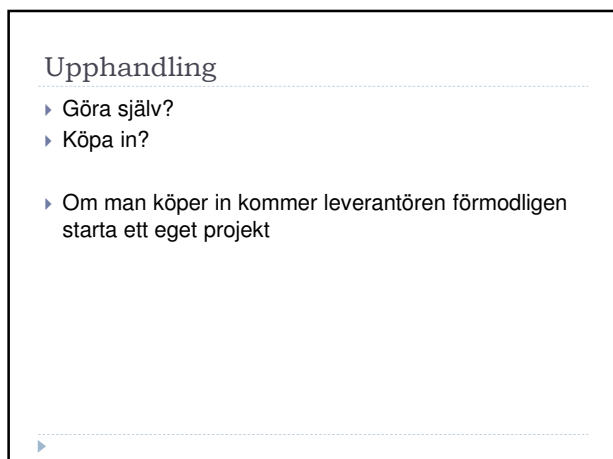 Upphandling
Göra själv?
Köpa in?
Om man köper in kommer leverantören förmodligen
starta ett eget projekt